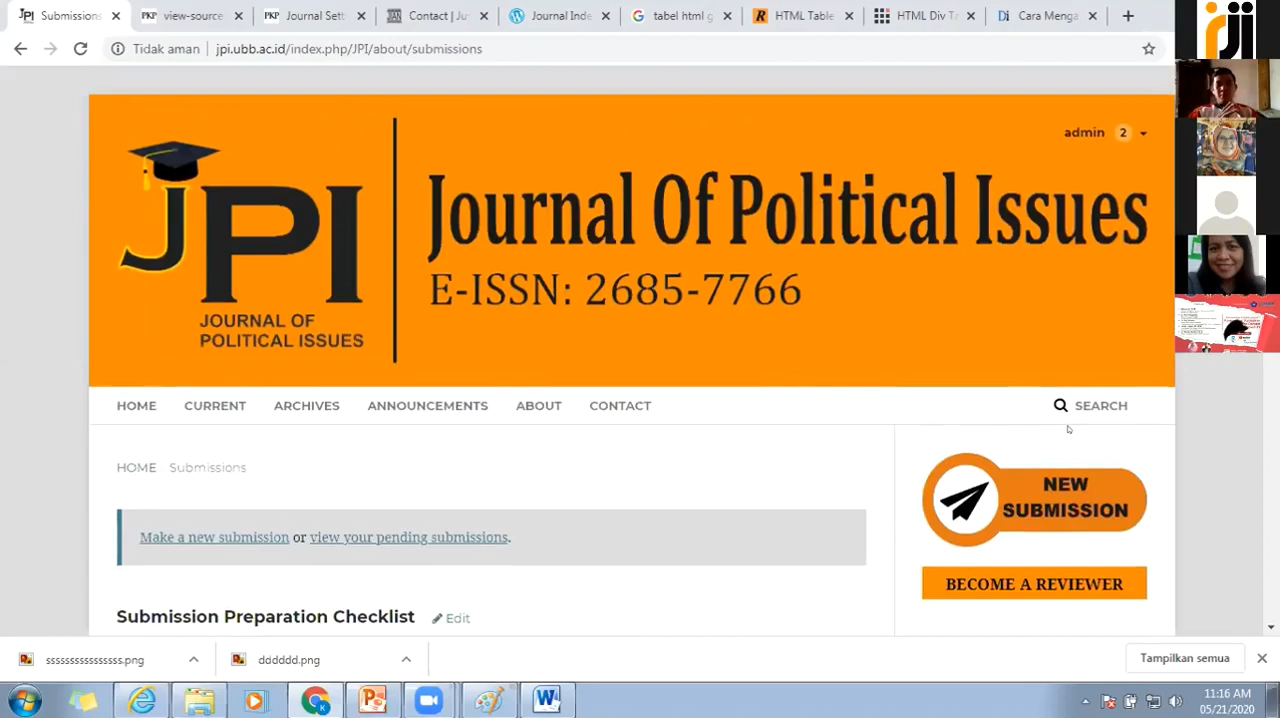 Submissions
view-source
Journal Sett
Contact | Ju
Journal Inde
tabel html g
HTML Table
HTML Div Ta
Cara Menga
Tidak aman
jpi.ubb.ac.id/index.php/JPI/about/submissions
admin 2
JPI
JOURNAL OF
POLITICAL ISSUES
Journal Of Political Issues
E-ISSN: 2685-7766
HOME CURRENT ARCHIVES ANNOUNCEMENTS ABOUT CONTACT SEARCH
HOME Submissions
Make a new submission or view your pending submissions.
NEW
SUBMISSION
BECOME A REVIEWER
Submission Preparation Checklist Edit
sssssssssssssss.png
dddddd.png
Tampilkan semua
11:16 AM
05/21/2020